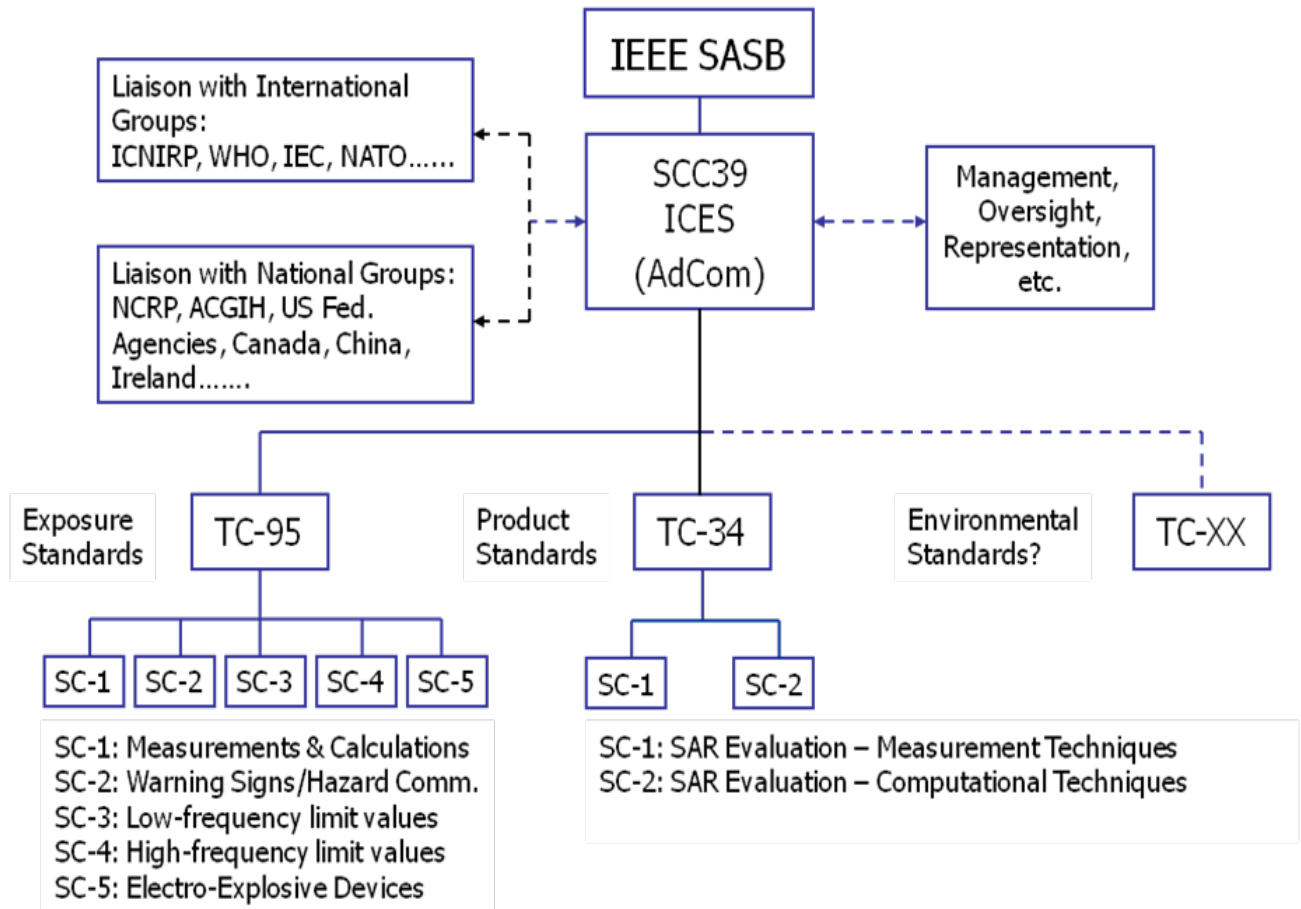 IEEE SASB
Liaison with International
Groups:
ICNIRP, WHO, IEC, NATO......
SCC39
ICES
(AdCom)
Management,
Oversight,
Representation,
etc.
Liaison with National Groups:
NCRP, ACGIH, US Fed.
Agencies, Canada, China,
Ireland.......
Exposure
Standards
TC-95
Product
Standards
TC-34
Environmental
Standards?
TC-XX
SC-1
SC-2
SC-3
SC-4
SC-5
SC-1
SC-2
SC-1: Measurements & Calculations
SC-2: Warning Signs/Hazard Comm.
SC-3: Low-frequency limit values
SC-4: High-frequency limit values
SC-5: Electro-Explosive Devices
SC-1: SAR Evaluation – Measurement Techniques
SC-2: SAR Evaluation – Computational Techniques